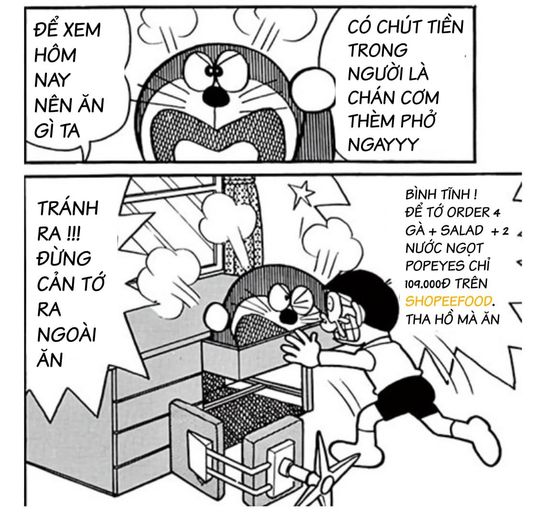 CÓ CHÚT TIỀN
TRONG
NGƯỜI LÀ
CHÁN CƠM
THÈM PHỞ
NGAYYY
ĐỂ XEM
HÔM
NAY
NÊN ĂN
GÌ TA
BÌNH TĨNH !
ĐỂ TỚ ORDER 4
GÀ + SALAD + 2
NƯỚC NGỌT
POPEYES CHỈ
109.000Đ TRÊN
SHOPEEFOOD.
THA HỒ MÀ ĂN
TRÁNH
RA !!!
ĐỪNG
CẢN TỚ
RA
NGOÀI
ĂN